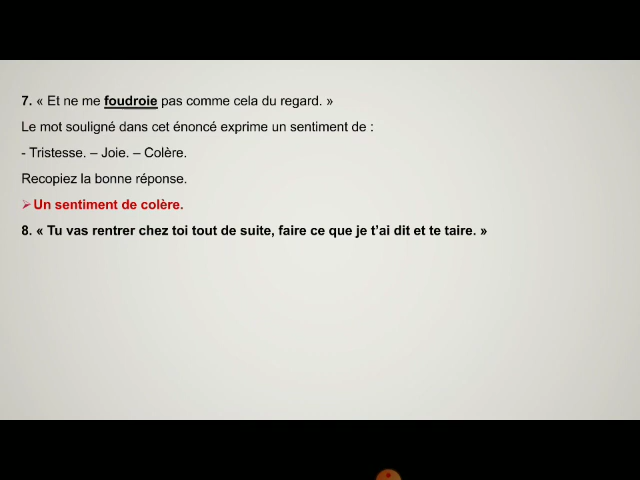 7. « Et ne me foudroie pas comme cela du regard. »
Le mot souligné dans cet énoncé exprime un sentiment de :
- Tristesse. – Joie. – Colère.
Recopiez la bonne réponse.
➢Un sentiment de colère.
8. « Tu vas rentrer chez toi tout de suite, faire ce que je t’ai dit et te taire. »